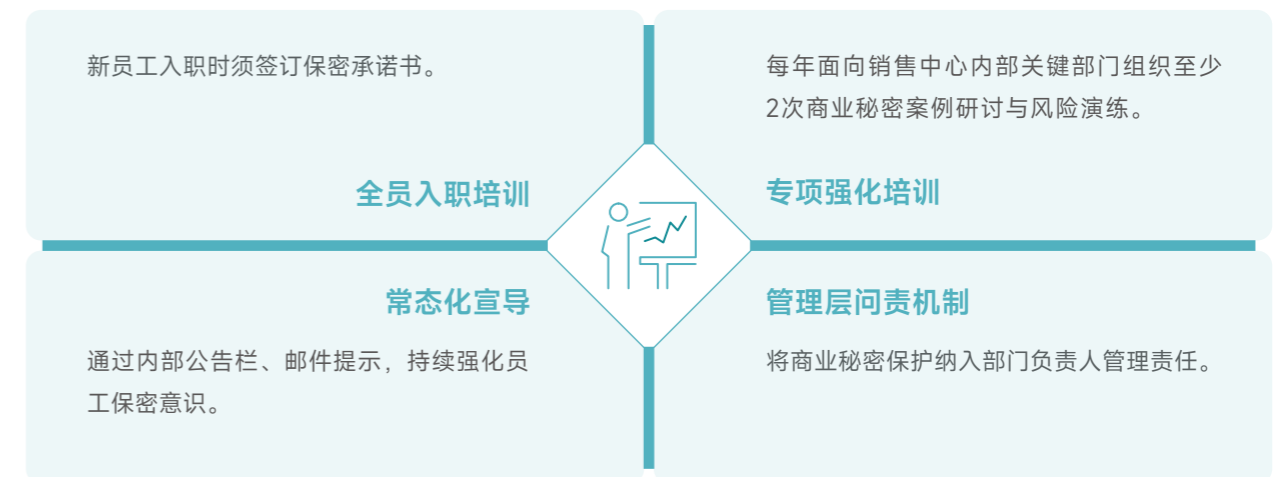 新员工入职时须签订保密承诺书。
全员入职培训
每年面向销售中心内部关键部门组织至少
2次商业秘密案例研讨与风险演练。
专项强化培训
常态化宣导
通过内部公告栏、邮件提示，持续强化员
工保密意识。
管理层问责机制
将商业秘密保护纳入部门负责人管理责任。